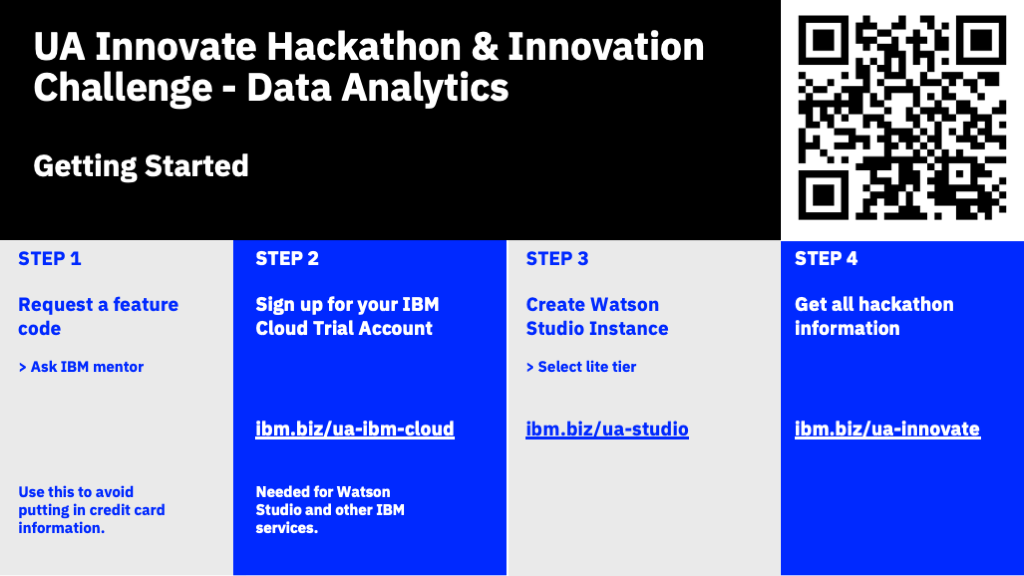 UA Innovate Hackathon & Innovation
Challenge - Data Analytics
Getting Started
STEP 1
Request a feature
code
> Ask IBM mentor
Use this to avoid
putting in credit card
information.
STEP 2
Sign up for your IBM
Cloud Trial Account
ibm.biz/ua-ibm-cloud
Needed for Watson
Studio and other IBM
services.
STEP 3
Create Watson
Studio Instance
> Select lite tier
ibm.biz/ua-studio
STEP 4
Get all hackathon
information
ibm.biz/ua-innovate